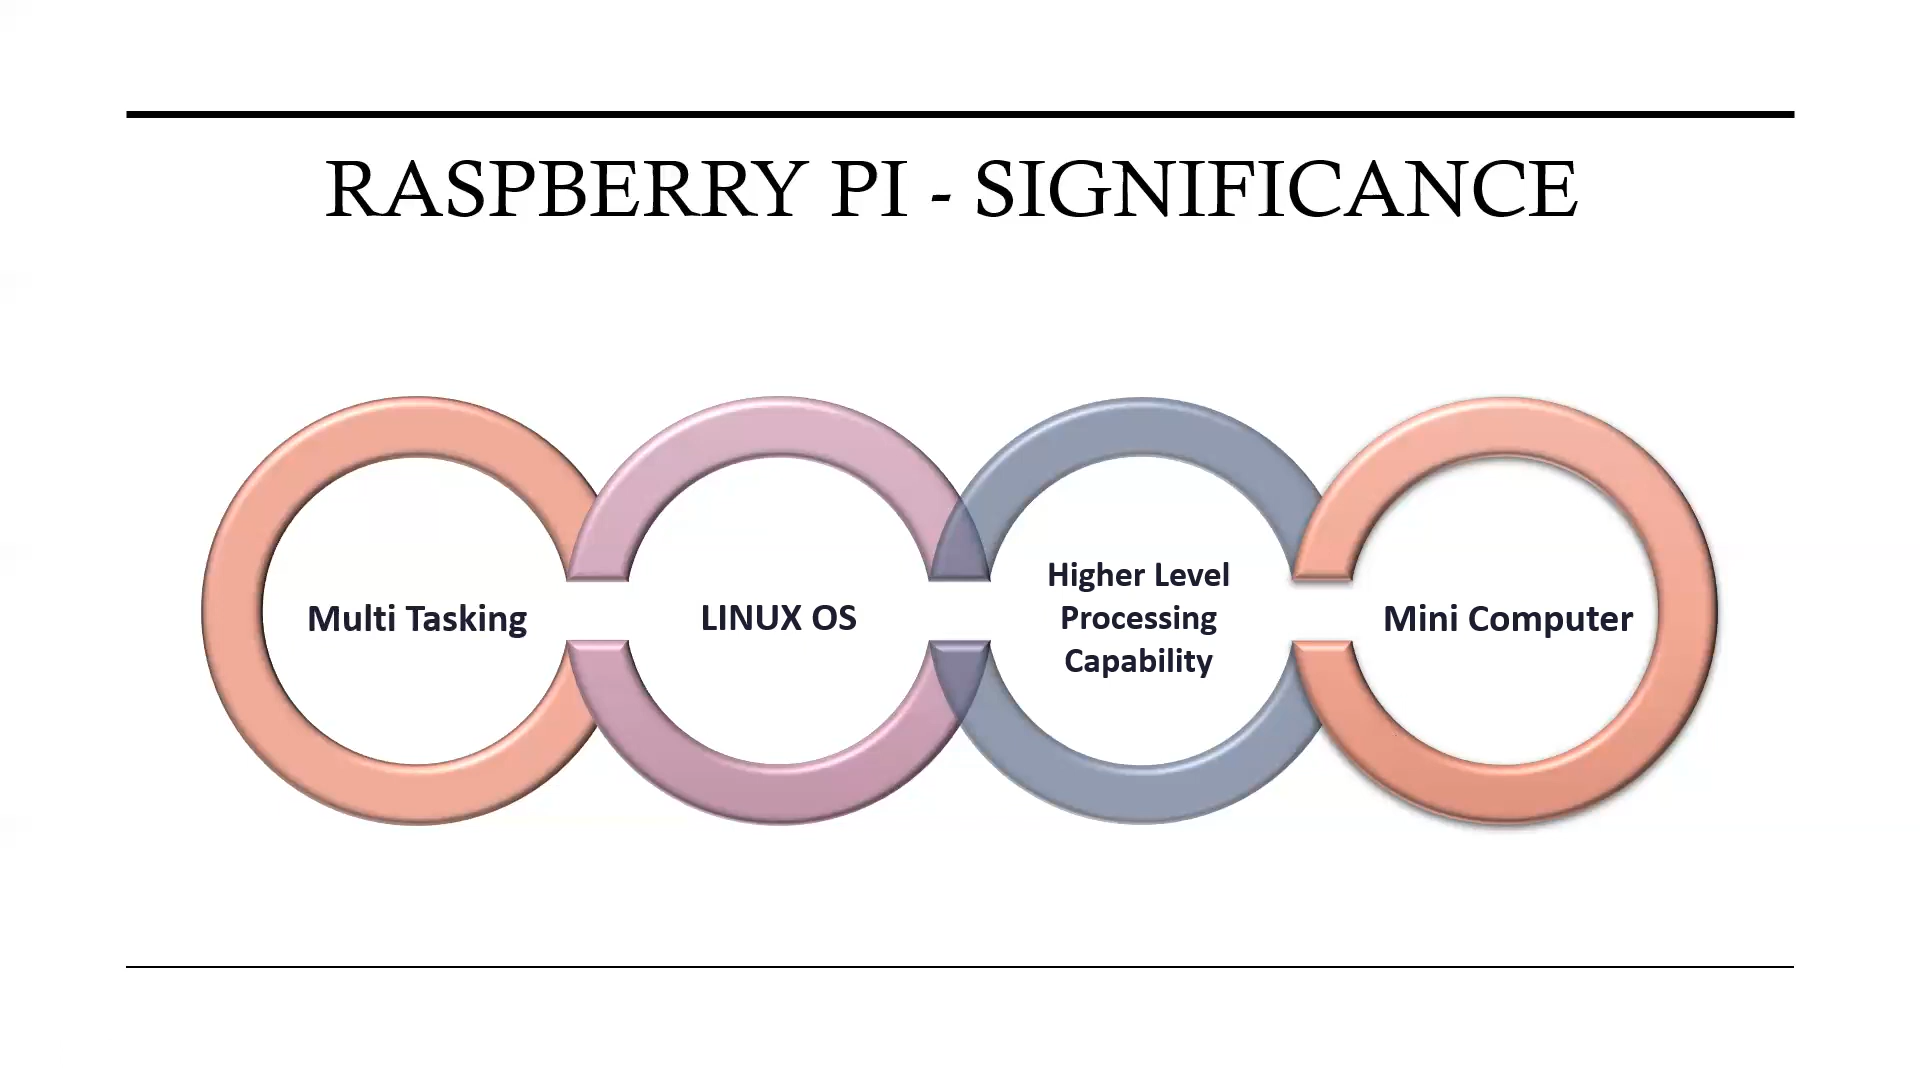 RASPBERRY PI - SIGNIFICANCE
Multi Tasking
LINUX OS
Higher Level
Processing
Capability
Mini Computer